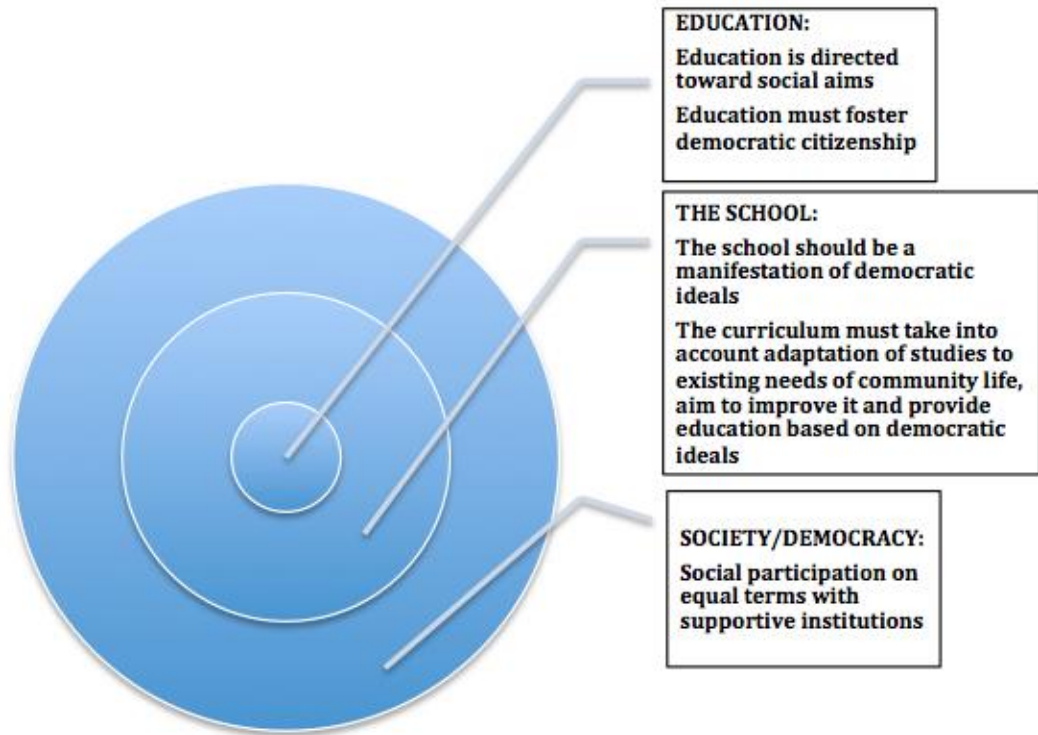 EDUCATION:
Education is directed
toward social aims
Education must foster
democratic citizenship
THE SCHOOL:
The school should be a
manifestation of democratic
ideals
The curriculum must take into
account adaptation of studies to
existing needs of community life,
aim to improve it and provide
education based on democratic
ideals
SOCIETY/DEMOCRACY:
Social participation on
equal terms with
supportive institutions